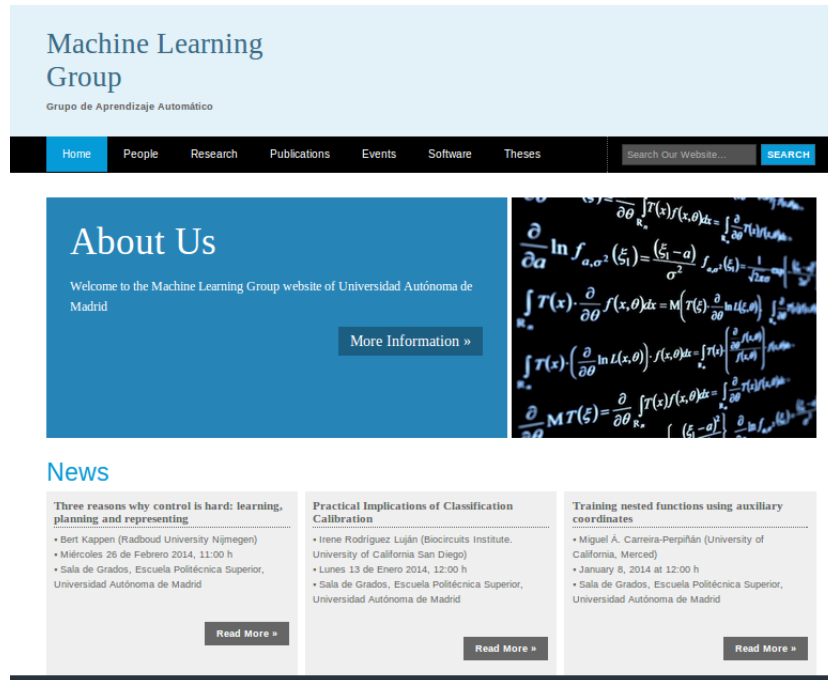 Machine Learning
Group
Grupo de Aprendizaje Automático
Home People Research Publications Events Software Theses Search Our Website... SEARCH
About Us
Welcome to the Machine Learning Group website of Universidad Autónoma de
Madrid
More Information »
News
Three reasons why control is hard: learning,
planning and representing
• Bert Kappen (Radboud University Nijmegen)
• Miércoles 26 de Febrero 2014, 11:00 h
• Sala de Grados, Escuela Politécnica Superior,
Universidad Autónoma de Madrid
Read More »
Practical Implications of Classification
Calibration
• Irene Rodríguez Luján (Biocircuits Institute.
University of California San Diego)
• Lunes 13 de Enero 2014, 12:00 h
• Sala de Grados, Escuela Politécnica Superior,
Universidad Autónoma de Madrid
Read More »
Training nested functions using auxiliary
coordinates
• Miguel Á. Carreira-Perpiñán (University of
California, Merced)
• January 8, 2014 at 12:00 h
• Sala de Grados, Escuela Politécnica Superior,
Universidad Autónoma de Madrid
Read More »